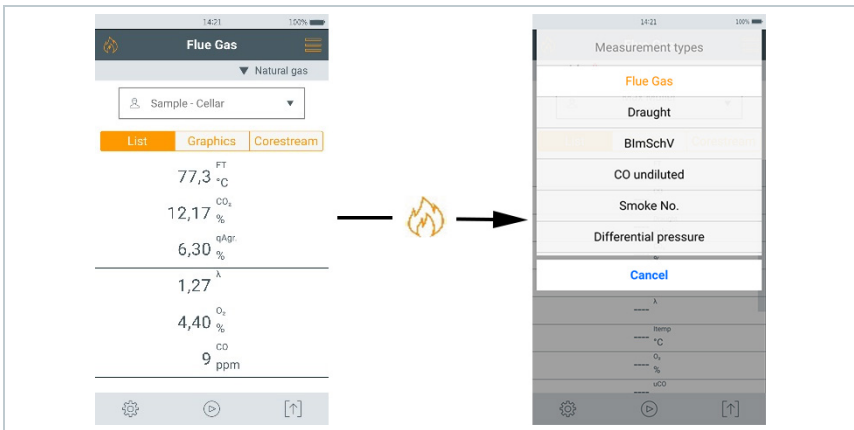 14:21 100%
Flue Gas
▼ Natural gas
Sample - Cellar ▼
List Graphics Corestream
FT
77,3 °C
CO₂
12,17 %
qAgr.
6,30 %
λ
1,27
O₂
4,40 %
CO
9 ppm
14:21 100%
Measurement types
Flue Gas
Draught
BImSchV
CO undiluted
Smoke No.
Differential pressure
Cancel
λ
----
Itemp
---- °C
O₂
---- %
uCO
----